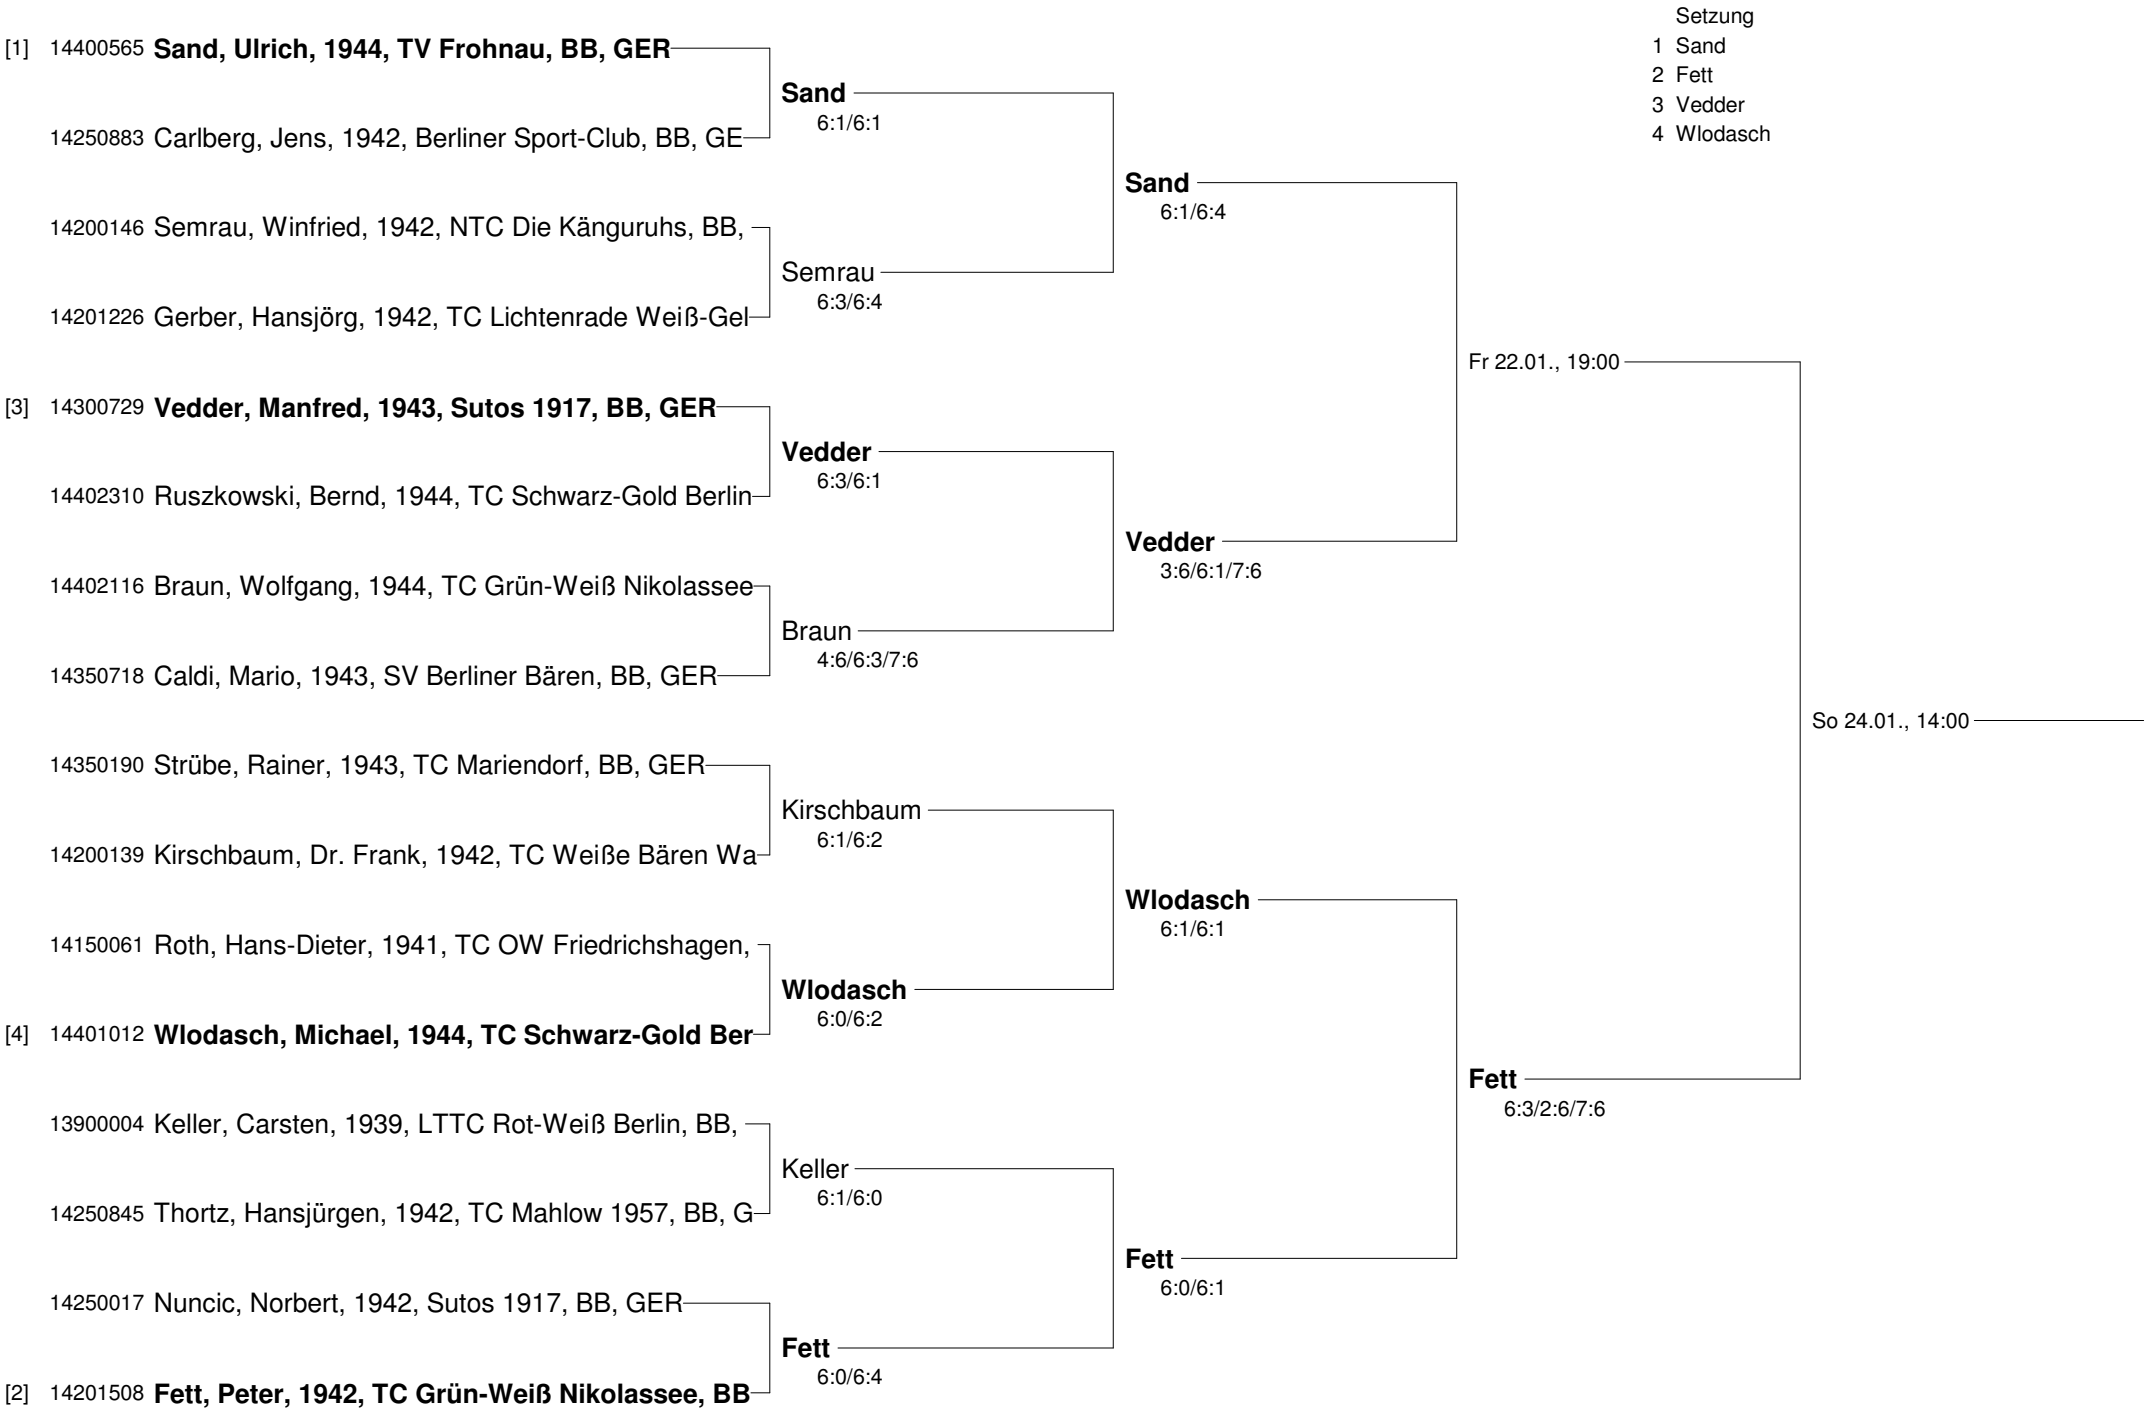 Setzung
1 Sand
2 Fett
3 Vedder
4 Wlodasch
[1] 14400565 Sand, Ulrich, 1944, TV Frohnau, BB, GER
Sand
6:1/6:1
14250883 Carlberg, Jens, 1942, Berliner Sport-Club, BB, GE
Sand
6:1/6:4
14200146 Semrau, Winfried, 1942, NTC Die Känguruhs, BB,
Semrau
6:3/6:4
14201226 Gerber, Hansjörg, 1942, TC Lichtenrade Weiß-Gel
Fr 22.01., 19:00
[3] 14300729 Vedder, Manfred, 1943, Sutos 1917, BB, GER
Vedder
6:3/6:1
14402310 Ruszkowski, Bernd, 1944, TC Schwarz-Gold Berlin
Vedder
3:6/6:1/7:6
14402116 Braun, Wolfgang, 1944, TC Grün-Weiß Nikolassee
Braun
4:6/6:3/7:6
14350718 Caldi, Mario, 1943, SV Berliner Bären, BB, GER
So 24.01., 14:00
14350190 Strübe, Rainer, 1943, TC Mariendorf, BB, GER
Kirschbaum
6:1/6:2
14200139 Kirschbaum, Dr. Frank, 1942, TC Weiße Bären Wa
Wlodasch
6:1/6:1
14150061 Roth, Hans-Dieter, 1941, TC OW Friedrichshagen,
Wlodasch
6:0/6:2
[4] 14401012 Wlodasch, Michael, 1944, TC Schwarz-Gold Ber
Fett
6:3/2:6/7:6
13900004 Keller, Carsten, 1939, LTTC Rot-Weiß Berlin, BB,
Keller
6:1/6:0
14250845 Thortz, Hansjürgen, 1942, TC Mahlow 1957, BB, G
Fett
6:0/6:1
14250017 Nuncic, Norbert, 1942, Sutos 1917, BB, GER
Fett
6:0/6:4
[2] 14201508 Fett, Peter, 1942, TC Grün-Weiß Nikolassee, BB